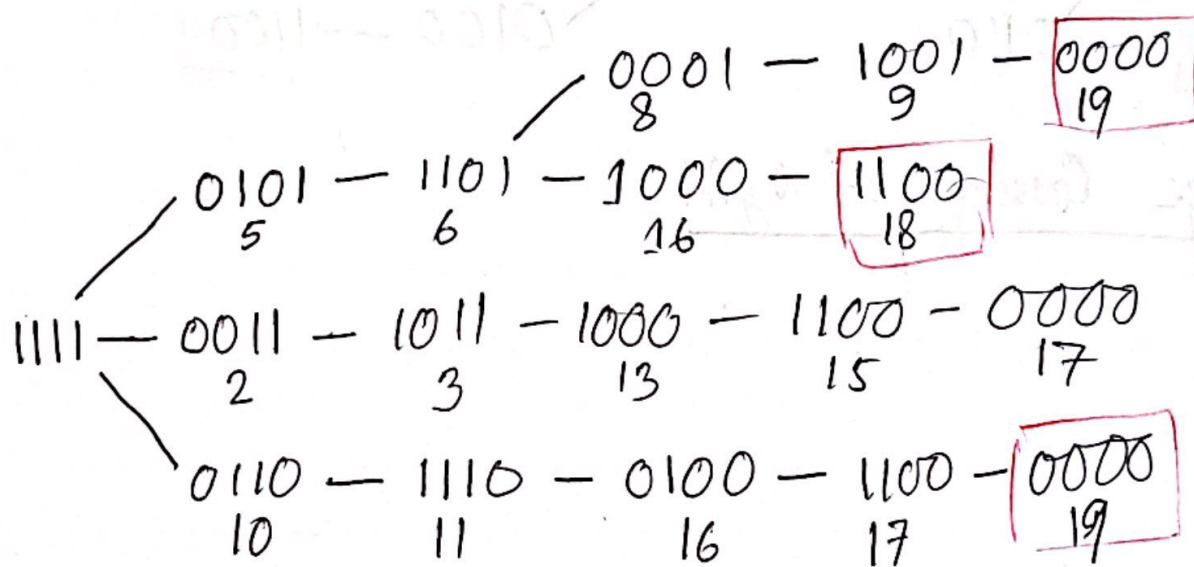 0001 — 1001 — 0000
8 9 19
0101 — 1101 — 1000 — 1100
5 6 16 18
1111 — 0011 — 1011 — 1000 — 1100 — 0000
2 3 13 15 17
0110 — 1110 — 0100 — 1100 — 0000
10 11 16 17 19